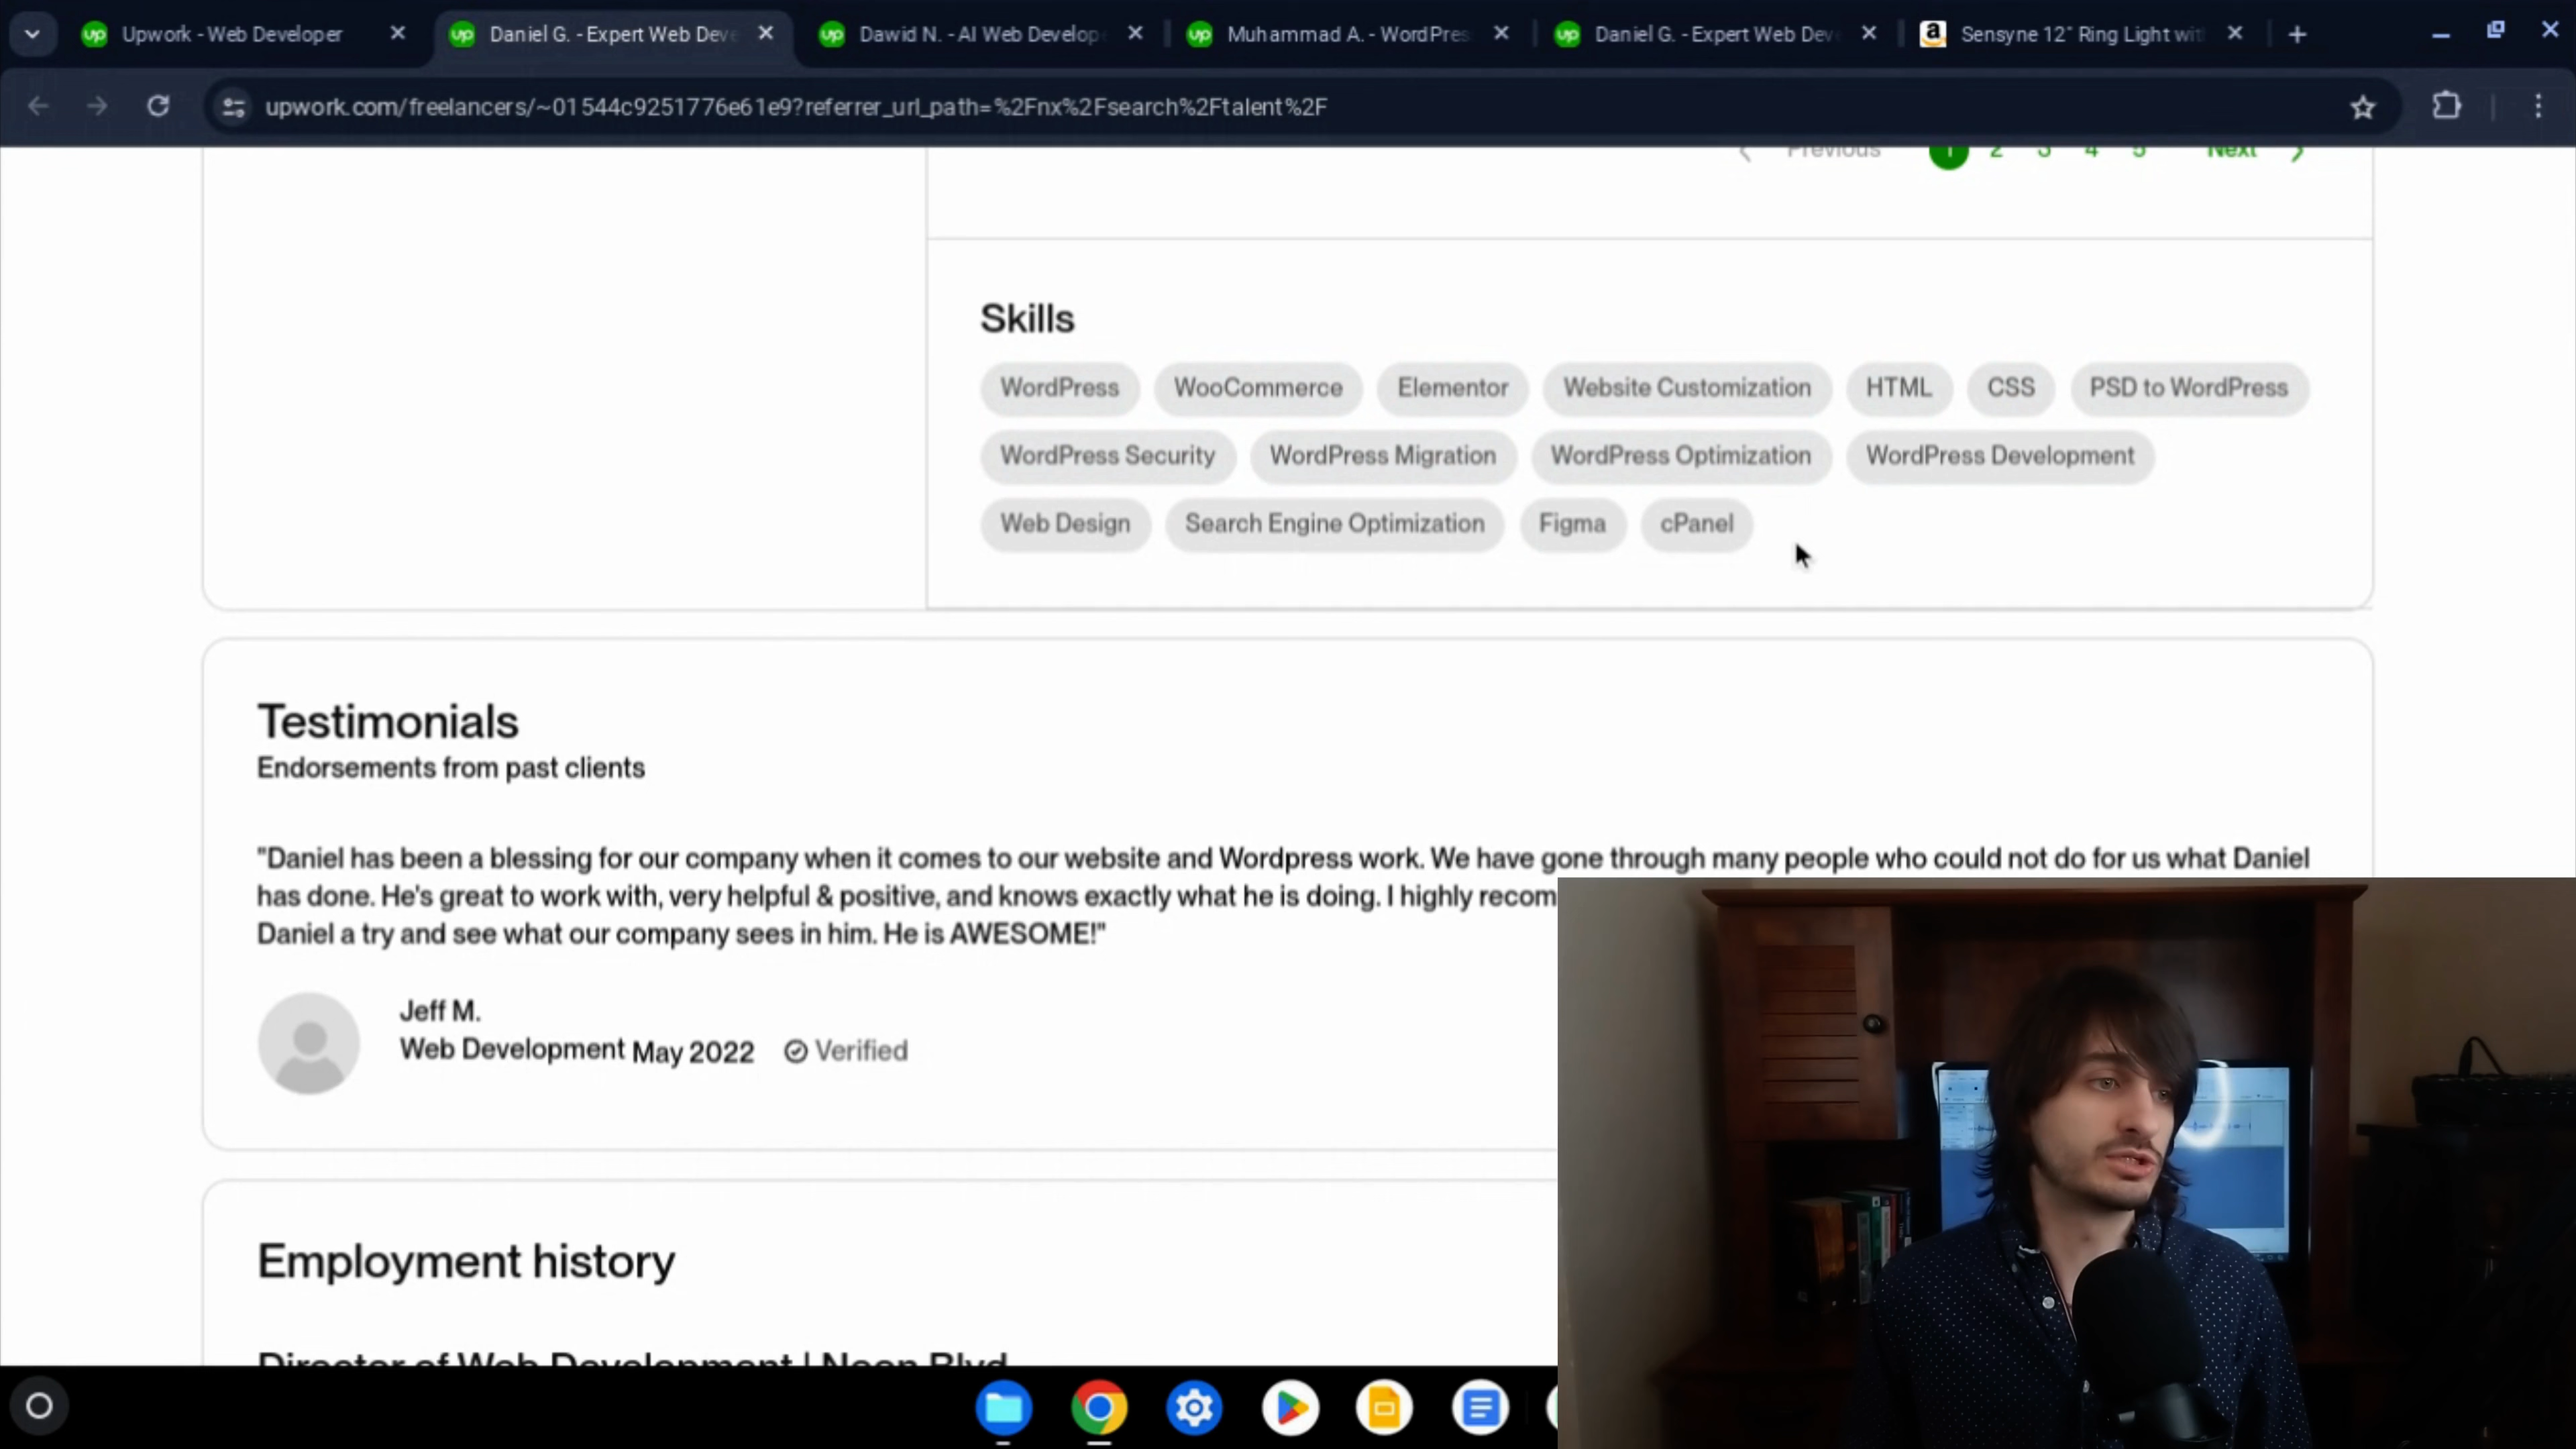 Upwork - Web Developer
Daniel G. - Expert Web Deve
Dawid N. - AI Web Develop
Muhammad A. - WordPres
Daniel G. - Expert Web Dev
Sensyne 12" Ring Light wit
upwork.com/freelancers/~01544c9251776e61e9?referrer_url_path=%2Fnx%2Fsearch%2Ftalent%2F
Previous 1 2 3 4 5 Next
Skills
WordPress WooCommerce Elementor Website Customization HTML CSS PSD to WordPress
WordPress Security WordPress Migration WordPress Optimization WordPress Development
Web Design Search Engine Optimization Figma cPanel
Testimonials
Endorsements from past clients
"Daniel has been a blessing for our company when it comes to our website and Wordpress work. We have gone through many people who could not do for us what Daniel
has done. He's great to work with, very helpful & positive, and knows exactly what he is doing. I highly recom
Daniel a try and see what our company sees in him. He is AWESOME!"
Jeff M.
Web Development May 2022 Verified
Employment history
Director of Web Development | Neon Blvd